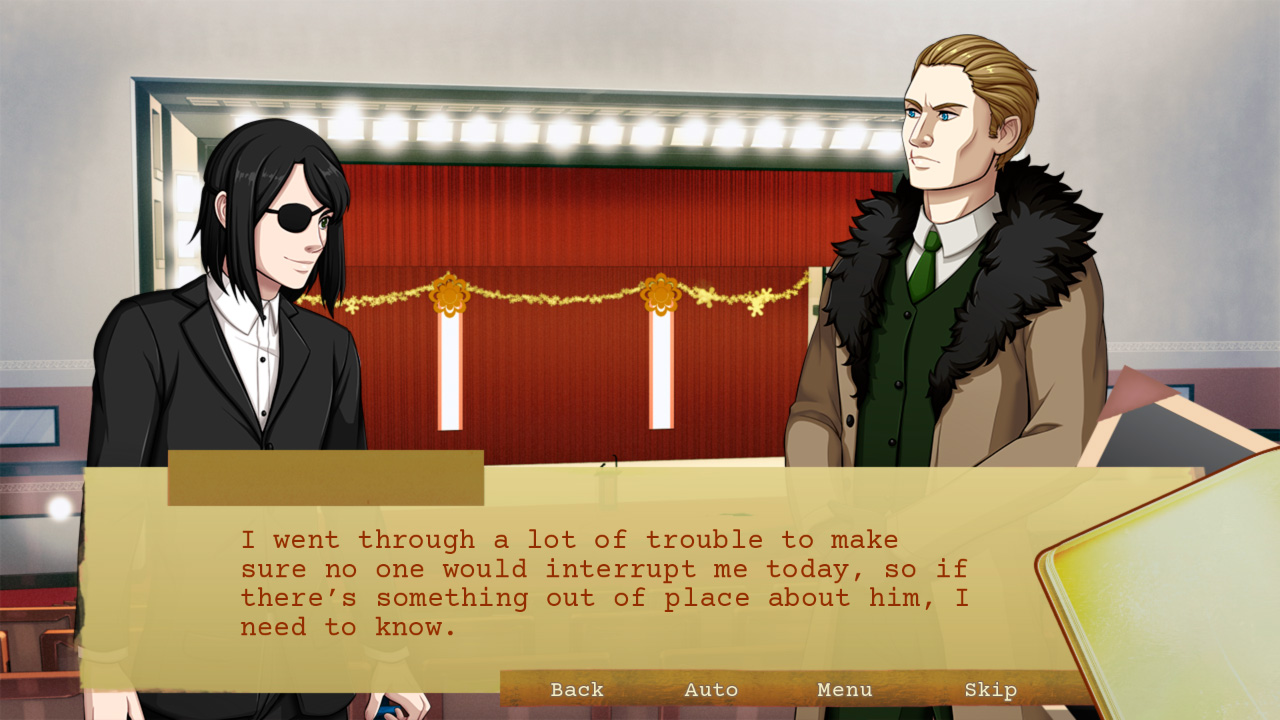 I went through a lot of trouble to make
sure no one would interrupt me today, so if
there's something out of place about him, I
need to know.
Back Auto Menu Skip